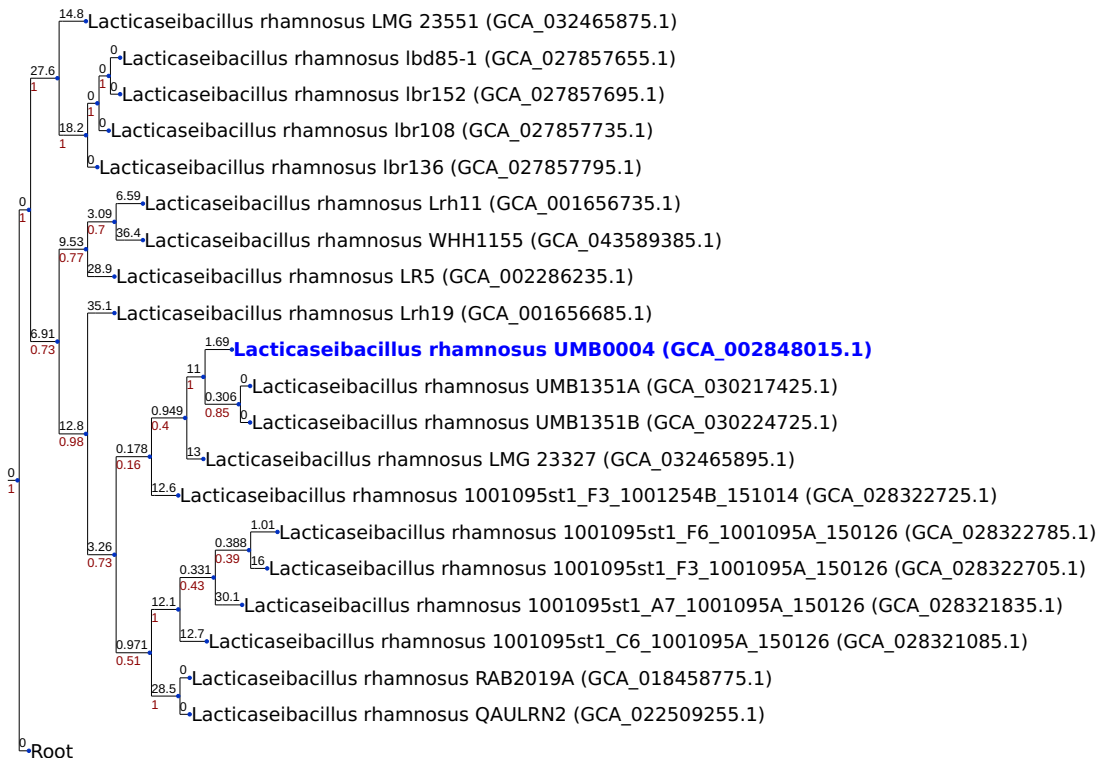 14.8 Lacticaseibacillus rhamnosus LMG 23551 (GCA_032465875.1)
0 Lacticaseibacillus rhamnosus lbd85-1 (GCA_027857655.1)
0
1
27.6
1
0 Lacticaseibacillus rhamnosus lbr152 (GCA_027857695.1)
0
1
0 Lacticaseibacillus rhamnosus lbr108 (GCA_027857735.1)
18.2
1
0 Lacticaseibacillus rhamnosus lbr136 (GCA_027857795.1)
6.59 Lacticaseibacillus rhamnosus Lrh11 (GCA_001656735.1)
0
1
3.09
0.7
36.4 Lacticaseibacillus rhamnosus WHH1155 (GCA_043589385.1)
9.53
0.77
28.9 Lacticaseibacillus rhamnosus LR5 (GCA_002286235.1)
35.1 Lacticaseibacillus rhamnosus Lrh19 (GCA_001656685.1)
6.91
0.73
1.69 Lacticaseibacillus rhamnosus UMB0004 (GCA_002848015.1)
11
1
0 Lacticaseibacillus rhamnosus UMB1351A (GCA_030217425.1)
0.306
0.85
0 Lacticaseibacillus rhamnosus UMB1351B (GCA_030224725.1)
0.949
0.4
12.8
0.98
13 Lacticaseibacillus rhamnosus LMG 23327 (GCA_032465895.1)
0.178
0.16
0
1
12.6 Lacticaseibacillus rhamnosus 1001095st1_F3_1001254B_151014 (GCA_028322725.1)
1.01 Lacticaseibacillus rhamnosus 1001095st1_F6_1001095A_150126 (GCA_028322785.1)
0.388
0.39
3.26
0.73
16 Lacticaseibacillus rhamnosus 1001095st1_F3_1001095A_150126 (GCA_028322705.1)
0.331
0.43
30.1 Lacticaseibacillus rhamnosus 1001095st1_A7_1001095A_150126 (GCA_028321835.1)
12.1
1
12.7 Lacticaseibacillus rhamnosus 1001095st1_C6_1001095A_150126 (GCA_028321085.1)
0.971
0.51
0 Lacticaseibacillus rhamnosus RAB2019A (GCA_018458775.1)
28.5
1
0 Lacticaseibacillus rhamnosus QAULRN2 (GCA_022509255.1)
0 Root